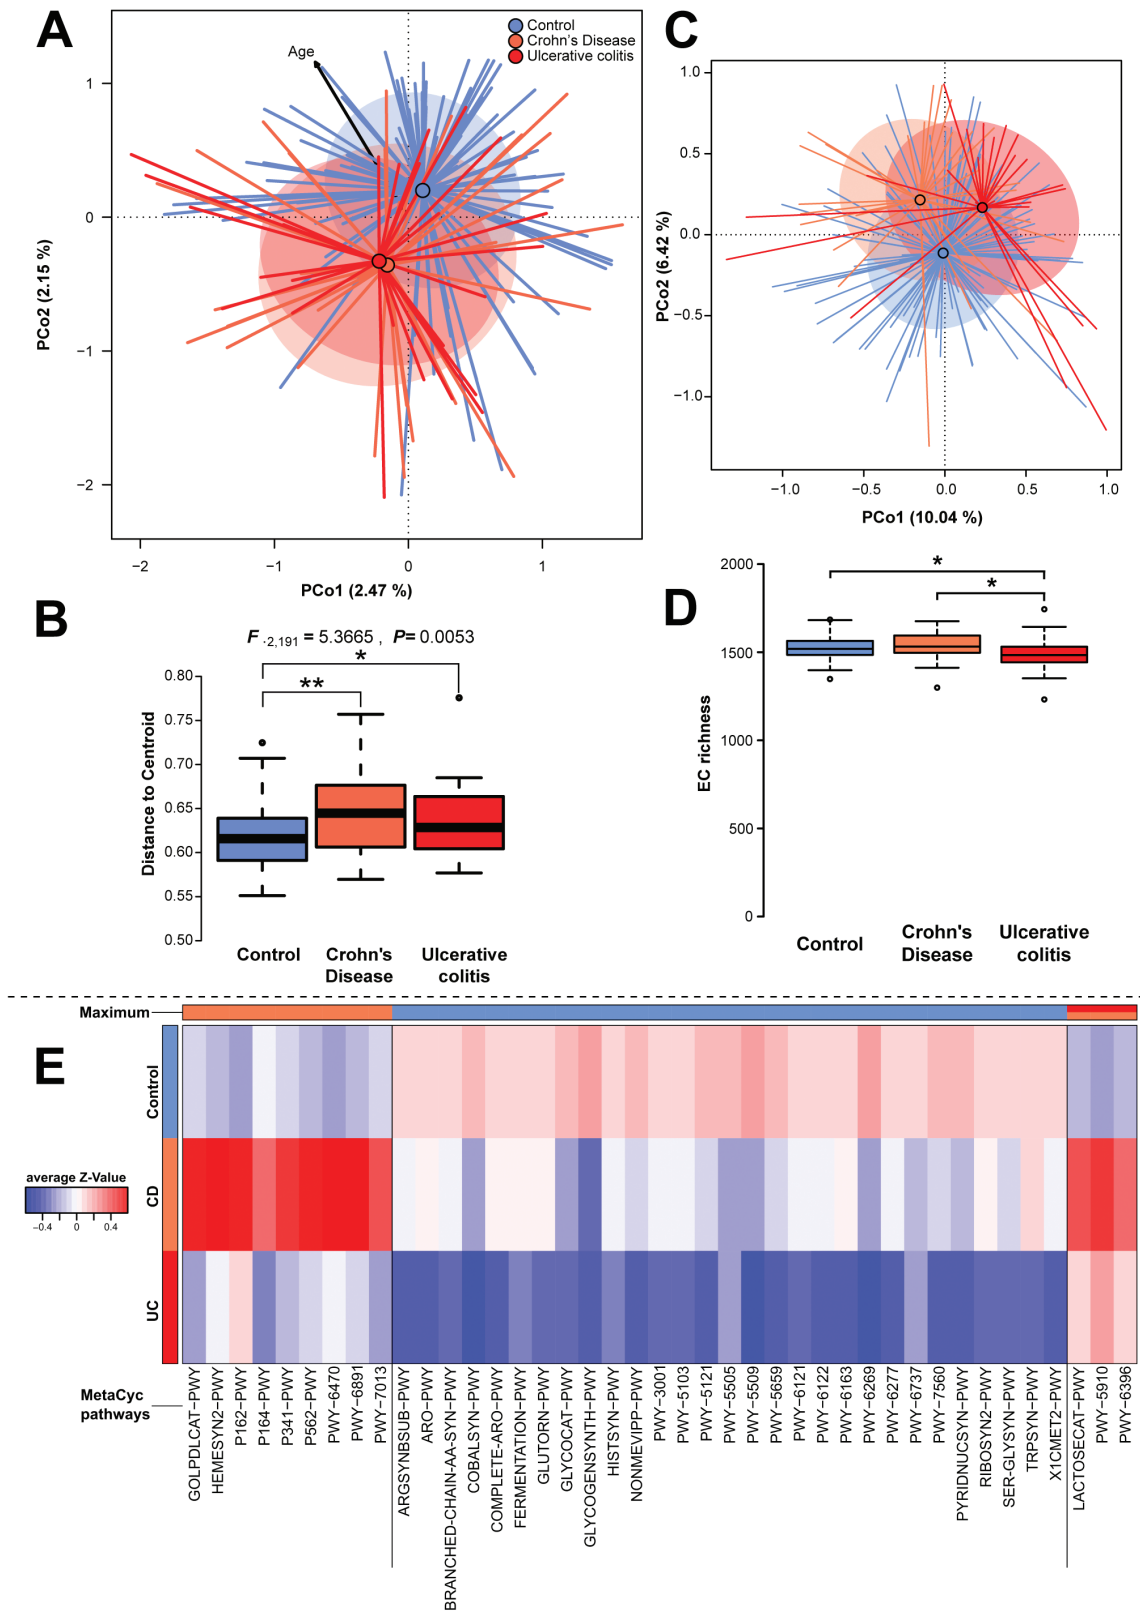 A
Age
Control
Crohn's Disease
Ulcerative colitis
1
0
−1
−2
PCo2 (2.15 %)
−2
−1
0
1
PCo1 (2.47 %)
C
1.0
0.5
0.0
−0.5
−1.0
PCo2 (6.42 %)
−1.0
−0.5
0.0
0.5
1.0
PCo1 (10.04 %)
B
F .2,191 = 5.3665 , P= 0.0053
*
**
0.80
0.75
0.70
0.65
0.60
0.55
0.50
Distance to Centroid
Control
Crohn's
Disease
Ulcerative
colitis
D
*
*
2000
1500
1000
500
0
EC richness
Control
Crohn's
Disease
Ulcerative
colitis
Maximum
E
Control
CD
UC
average Z-Value
−0.4
0
0.4
MetaCyc
pathways
GOLPDLCAT−PWY
HEMESYN2−PWY
P162−PWY
P164−PWY
P341−PWY
P562−PWY
PWY−6470
PWY−6891
PWY−7013
ARGSYNBSUB−PWY
ARO−PWY
BRANCHED−CHAIN−AA−SYN−PWY
COBALSYN−PWY
COMPLETE−ARO−PWY
FERMENTATION−PWY
GLUTORN−PWY
GLYCOCAT−PWY
GLYCOGENSYNTH−PWY
HISTSYN−PWY
NONMEVIPP−PWY
PWY−3001
PWY−5103
PWY−5121
PWY−5505
PWY−5509
PWY−5659
PWY−6121
PWY−6122
PWY−6163
PWY−6269
PWY−6277
PWY−6737
PWY−7560
PYRIDNUCSYN−PWY
RIBOSYN2−PWY
SER−GLYSYN−PWY
TRPSYN−PWY
X1CMET2−PWY
LACTOSECAT−PWY
PWY−5910
PWY−6396